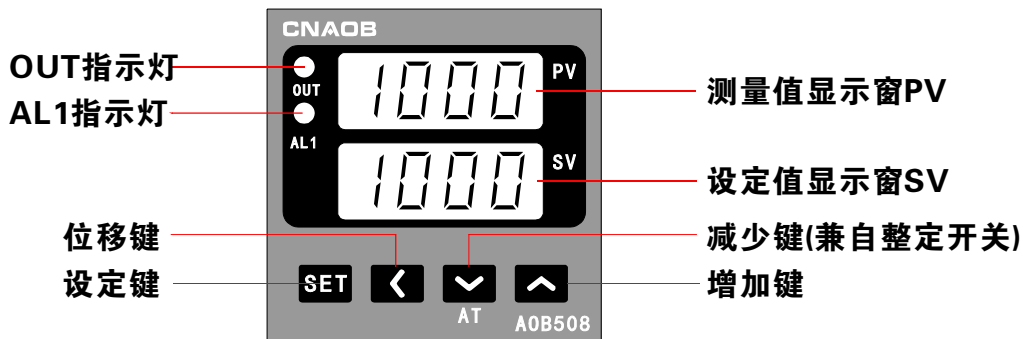 CNAOB
OUT指示灯
OUT
1000
PV
测量值显示窗PV
AL1指示灯
AL1
1000
SV
设定值显示窗SV
位移键
减少键(兼自整定开关)
设定键
SET
增加键
AT
AOB508